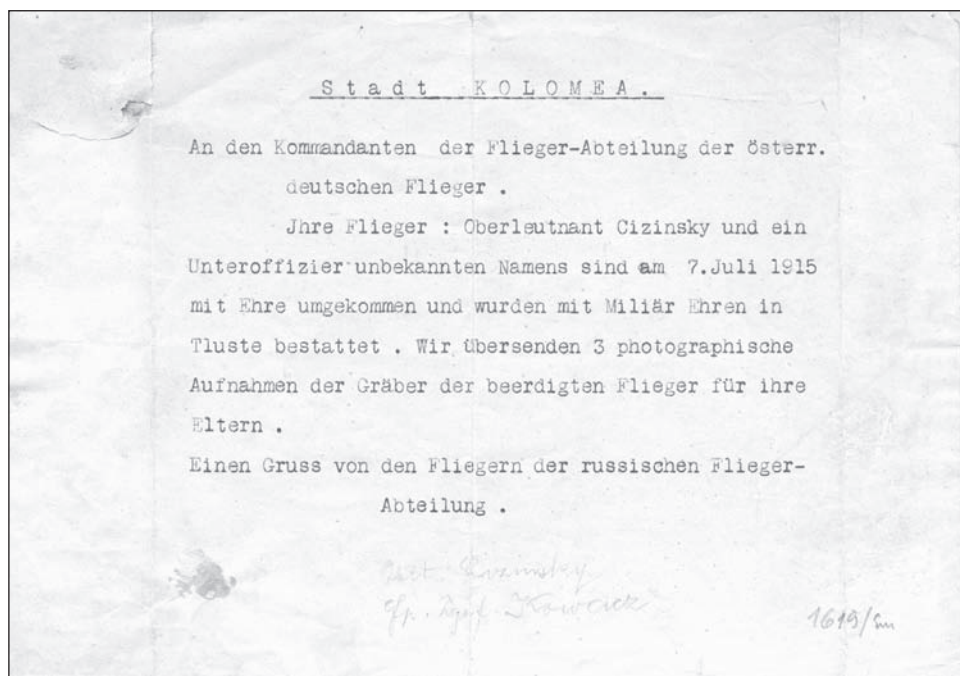 Stadt KOLOMEA.
An den Kommandanten der Flieger-Abteilung der österr.
deutschen Flieger .
Jhre Flieger : Oberleutnant Cizinsky und ein
Unteroffizier unbekannten Namens sind am 7.Juli 1915
mit Ehre umgekommen und wurden mit Miliär Ehren in
Tluste bestattet . Wir übersenden 3 photographische
Aufnahmen der Gräber der beerdigten Flieger für ihre
Eltern .
Einen Gruss von den Fliegern der russischen Flieger-
Abteilung .
1619/